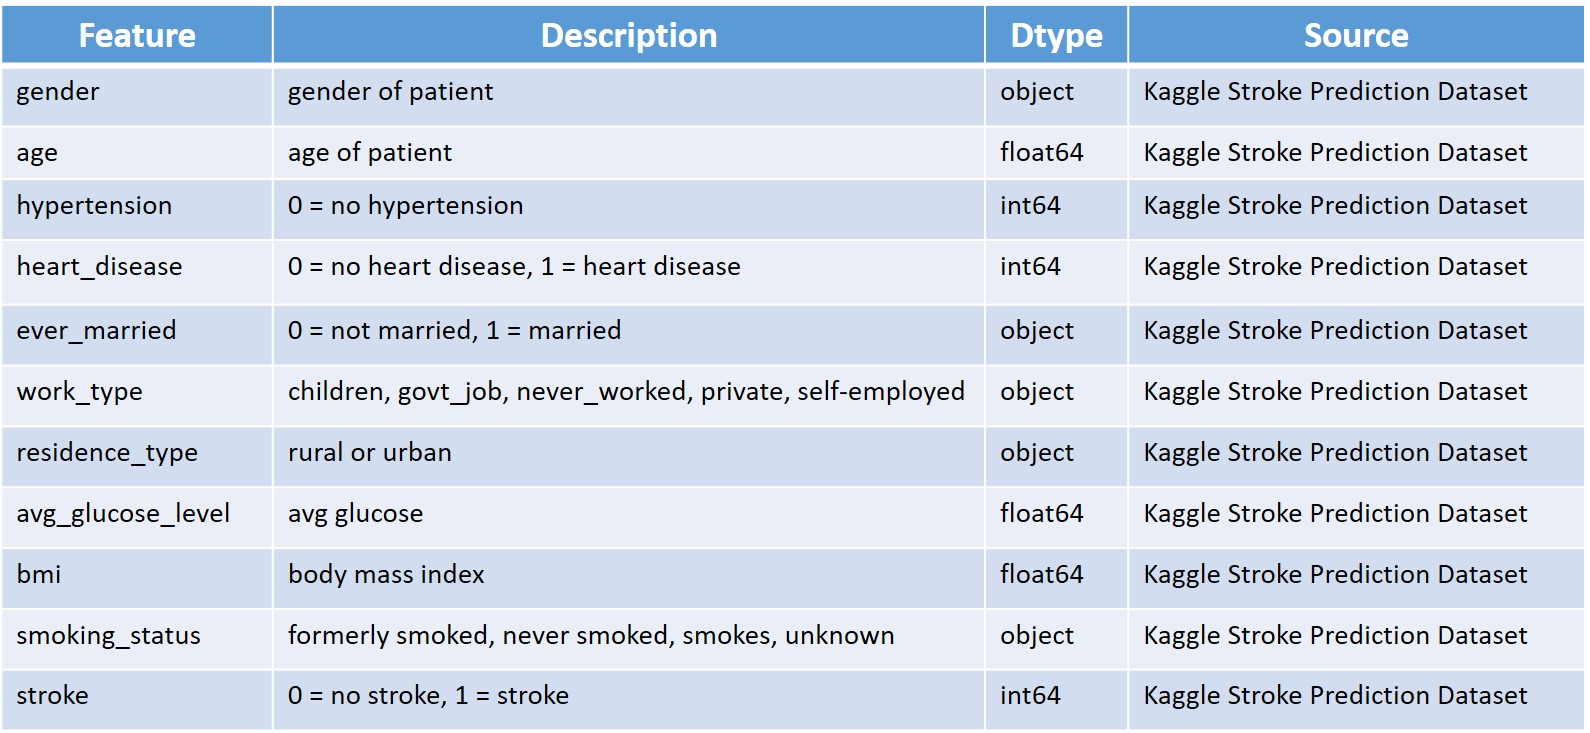 Feature Description Dtype Source
gender gender of patient object Kaggle Stroke Prediction Dataset
age age of patient float64 Kaggle Stroke Prediction Dataset
hypertension 0 = no hypertension int64 Kaggle Stroke Prediction Dataset
heart_disease 0 = no heart disease, 1 = heart disease int64 Kaggle Stroke Prediction Dataset
ever_married 0 = not married, 1 = married object Kaggle Stroke Prediction Dataset
work_type children, govt_job, never_worked, private, self-employed object Kaggle Stroke Prediction Dataset
residence_type rural or urban object Kaggle Stroke Prediction Dataset
avg_glucose_level avg glucose float64 Kaggle Stroke Prediction Dataset
bmi body mass index float64 Kaggle Stroke Prediction Dataset
smoking_status formerly smoked, never smoked, smokes, unknown object Kaggle Stroke Prediction Dataset
stroke 0 = no stroke, 1 = stroke int64 Kaggle Stroke Prediction Dataset